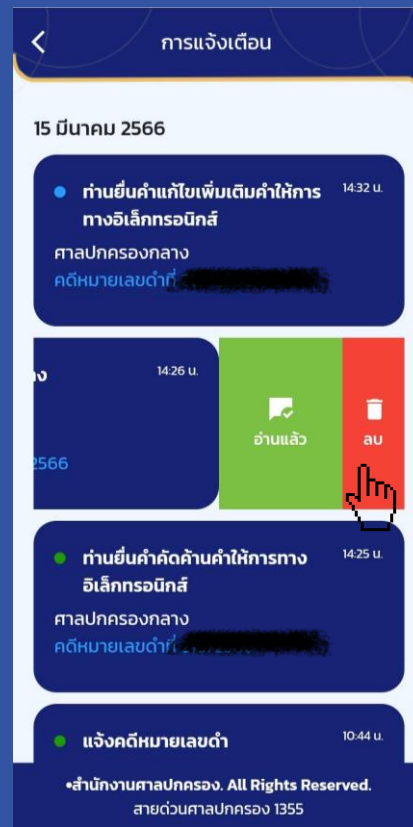 การแจ้งเตือน
15 มีนาคม 2566
ท่านยื่นคำแก้ไขเพิ่มเติมคำให้การ 14:32 น.
ทางอิเล็กทรอนิกส์
ศาลปกครองกลาง
คดีหมายเลขดำที่
14:26 น.
2566
อ่านแล้ว ลบ
ท่านยื่นคำคัดค้านคำให้การทาง 14:25 น.
อิเล็กทรอนิกส์
ศาลปกครองกลาง
คดีหมายเลขดำที่
แจ้งคดีหมายเลขดำ 10:44 น.
•สำนักงานศาลปกครอง. All Rights Reserved.
สายด่วนศาลปกครอง 1355